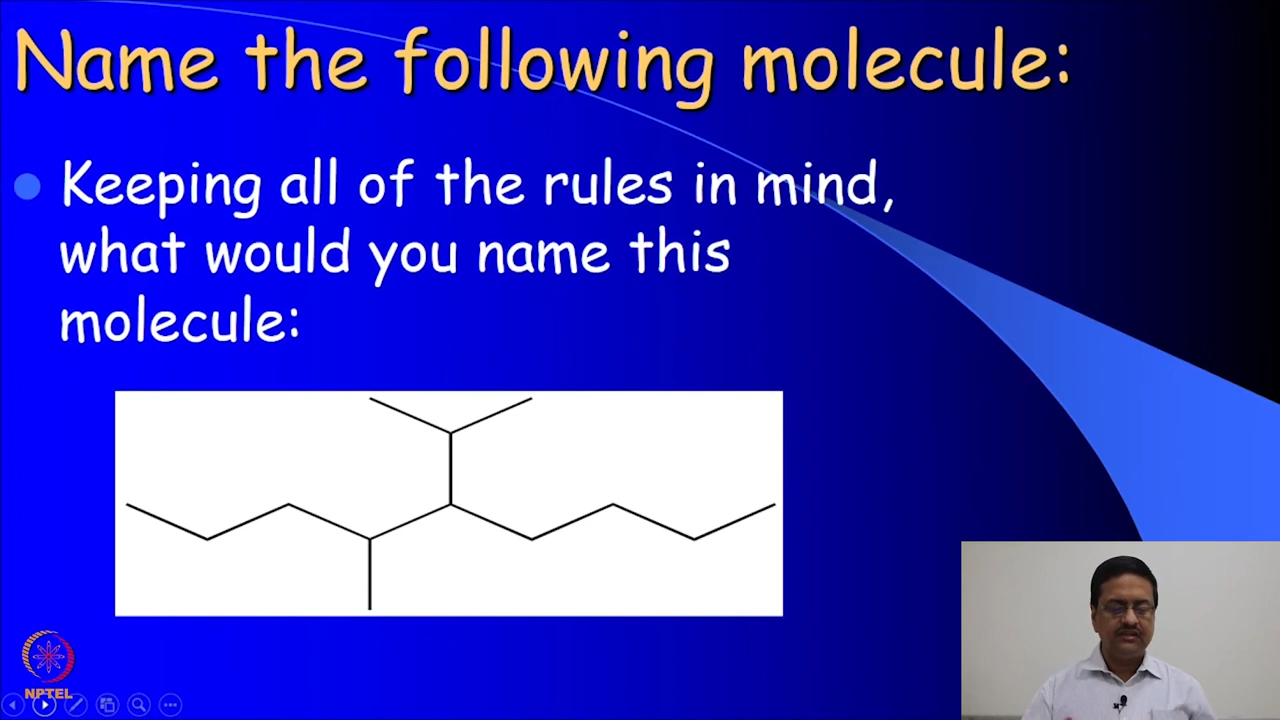 Name the following molecule:
Keeping all of the rules in mind,
what would you name this
molecule:
NPTEL